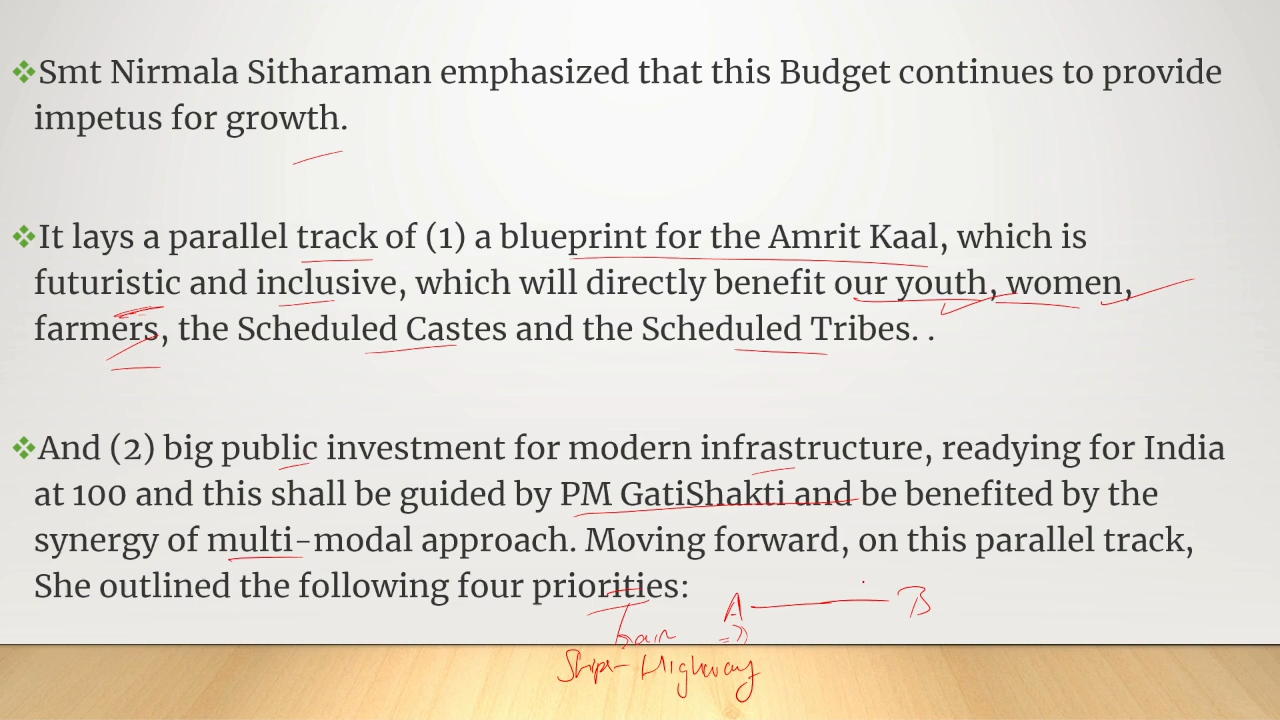 ❖Smt Nirmala Sitharaman emphasized that this Budget continues to provide
impetus for growth.
❖It lays a parallel track of (1) a blueprint for the Amrit Kaal, which is
futuristic and inclusive, which will directly benefit our youth, women,
farmers, the Scheduled Castes and the Scheduled Tribes. .
❖And (2) big public investment for modern infrastructure, readying for India
at 100 and this shall be guided by PM GatiShakti and be benefited by the
synergy of multi-modal approach. Moving forward, on this parallel track,
She outlined the following four priorities:
A B
Train
Highway